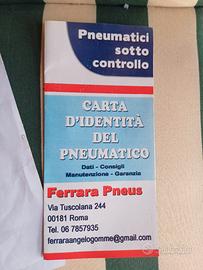 Pneumatici
sotto
controllo
CARTA
D'IDENTITÀ
DEL
PNEUMATICO
Dati - Consigli
Manutenzione - Garanzia
Ferrara Pneus
Via Tuscolana 244
00181 Roma
Tel. 06 7857935
ferraraangelogomme@gmail.com